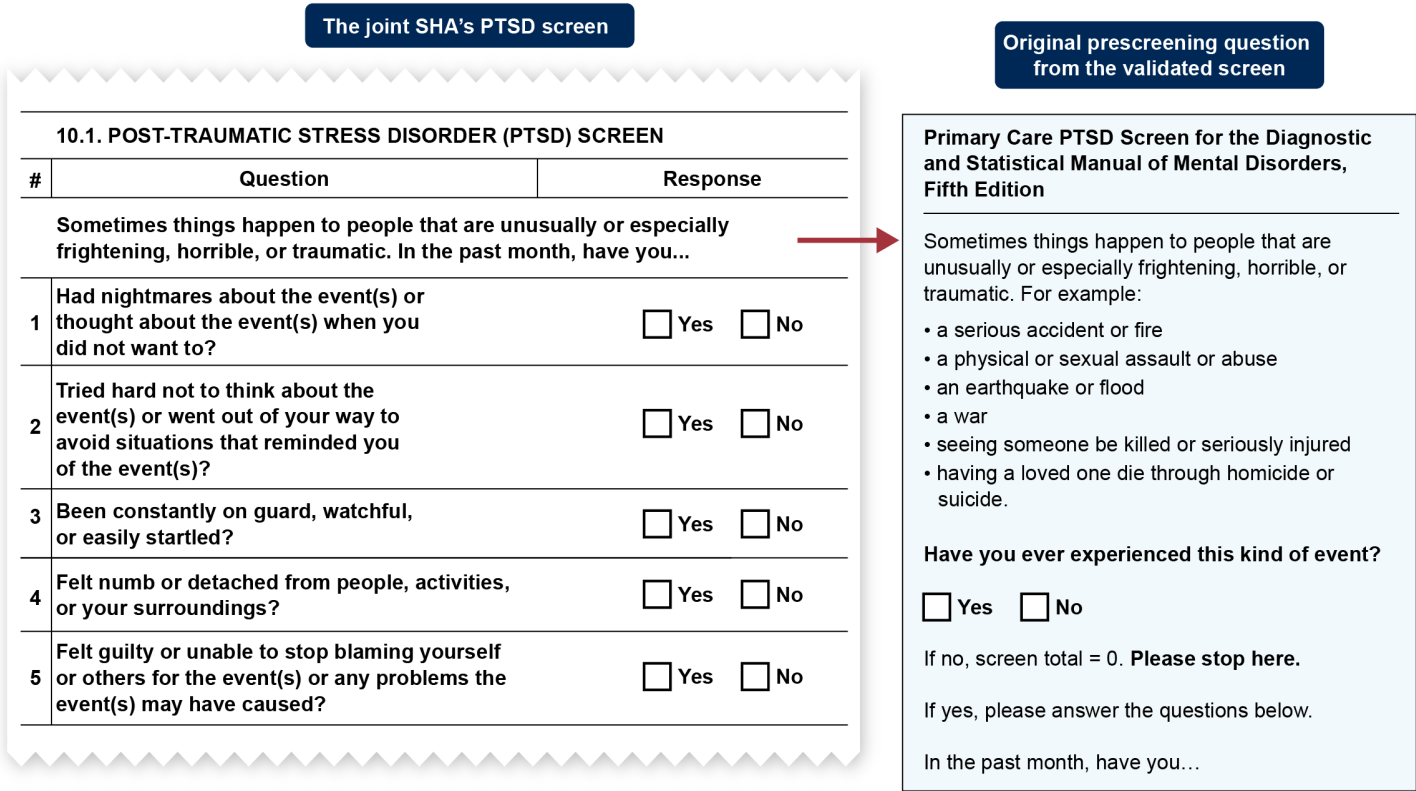 The joint SHA’s PTSD screen
10.1. POST-TRAUMATIC STRESS DISORDER (PTSD) SCREEN
#
Question
Response
Sometimes things happen to people that are unusually or especially
frightening, horrible, or traumatic. In the past month, have you...
1
Had nightmares about the event(s) or
thought about the event(s) when you
did not want to?
Yes No
2
Tried hard not to think about the
event(s) or went out of your way to
avoid situations that reminded you
of the event(s)?
Yes No
3
Been constantly on guard, watchful,
or easily startled?
Yes No
4
Felt numb or detached from people, activities,
or your surroundings?
Yes No
5
Felt guilty or unable to stop blaming yourself
or others for the event(s) or any problems the
event(s) may have caused?
Yes No
Original prescreening question
from the validated screen
Primary Care PTSD Screen for the Diagnostic
and Statistical Manual of Mental Disorders,
Fifth Edition
Sometimes things happen to people that are
unusually or especially frightening, horrible, or
traumatic. For example:
• a serious accident or fire
• a physical or sexual assault or abuse
• an earthquake or flood
• a war
• seeing someone be killed or seriously injured
• having a loved one die through homicide or
suicide.
Have you ever experienced this kind of event?
Yes No
If no, screen total = 0. Please stop here.
If yes, please answer the questions below.
In the past month, have you…